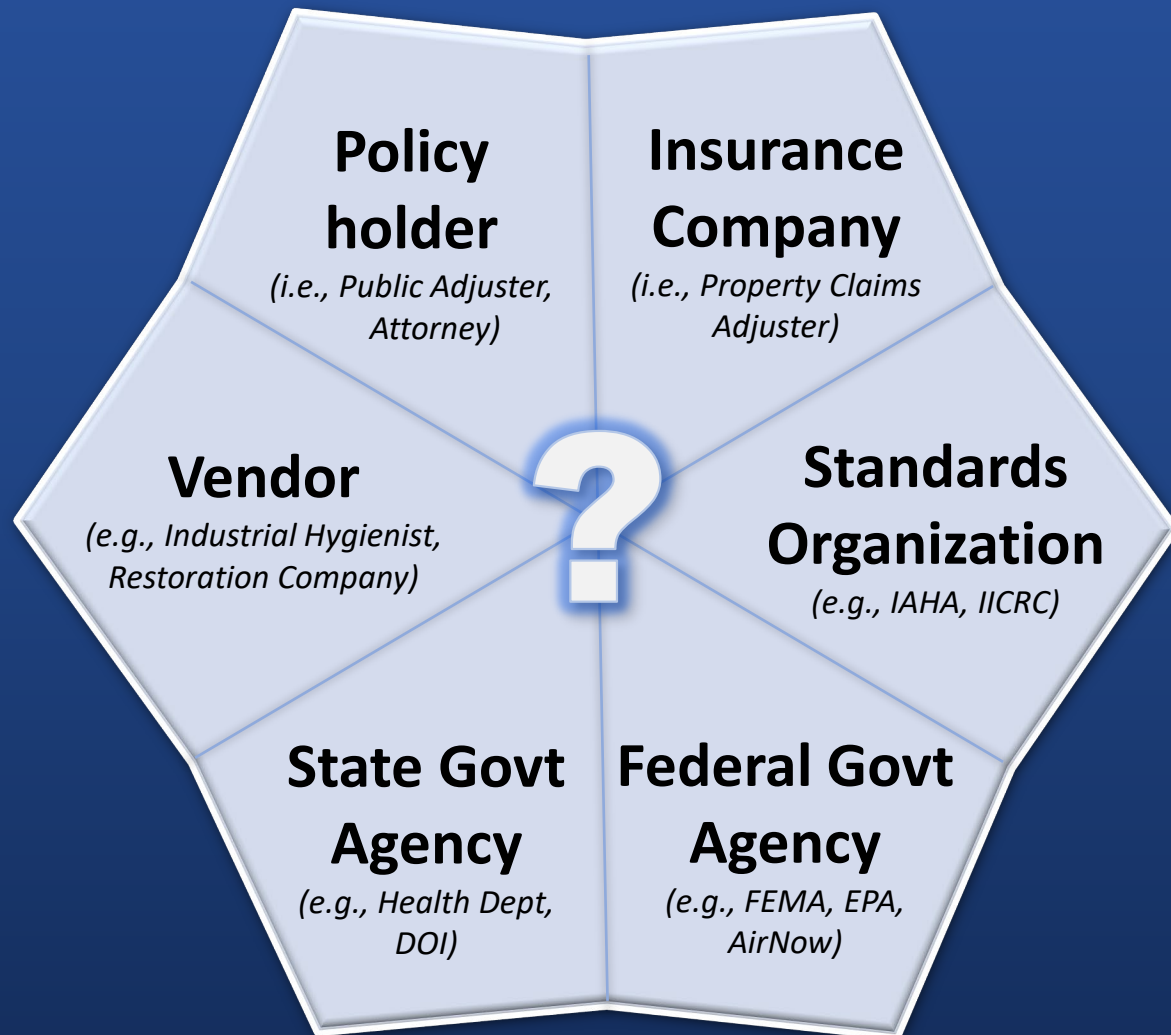 Policy
holder
(i.e., Public Adjuster,
Attorney)
Insurance
Company
(i.e., Property Claims
Adjuster)
Vendor
(e.g., Industrial Hygienist,
Restoration Company)
?
Standards
Organization
(e.g., IAHA, IICRC)
State Govt
Agency
(e.g., Health Dept,
DOI)
Federal Govt
Agency
(e.g., FEMA, EPA,
AirNow)